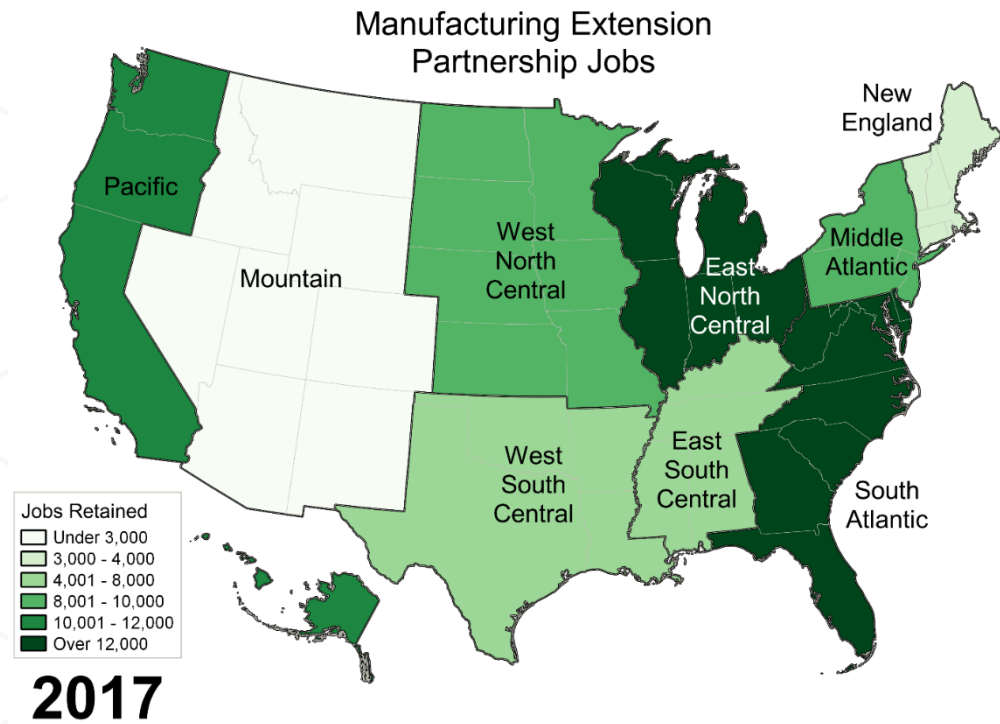 Manufacturing Extension
Partnership Jobs
New
England
Pacific
West
North
Central
Middle
Atlantic
Mountain
East
North
Central
West
South
Central
East
South
Central
South
Atlantic
Jobs Retained
Under 3,000
3,000 - 4,000
4,001 - 8,000
8,001 - 10,000
10,001 - 12,000
Over 12,000
2017